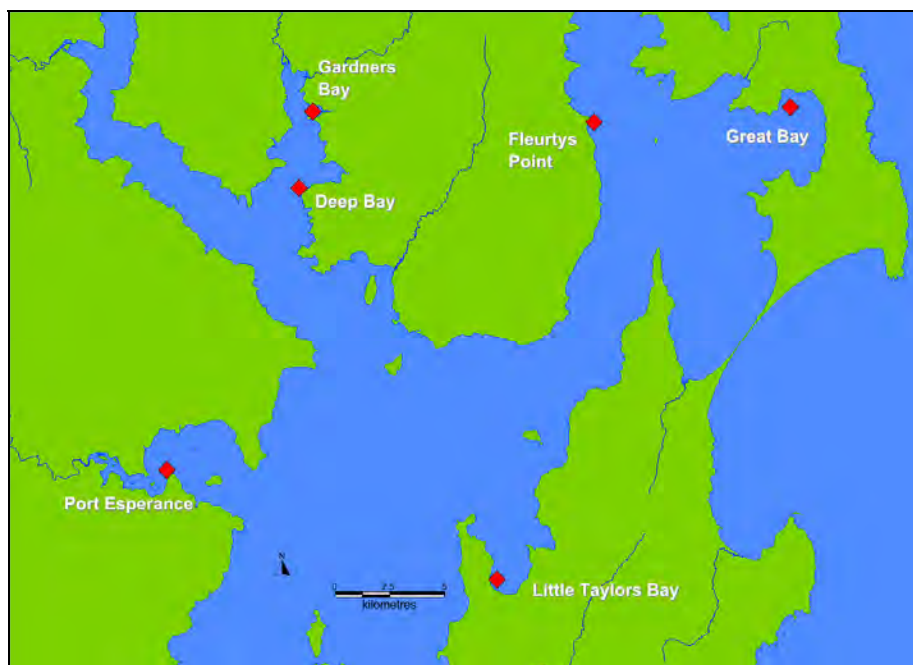 Gardners
Bay
Fleurtys
Point
Great Bay
Deep Bay
Port Esperance
N
0 2.5 5
kilometres
Little Taylors Bay